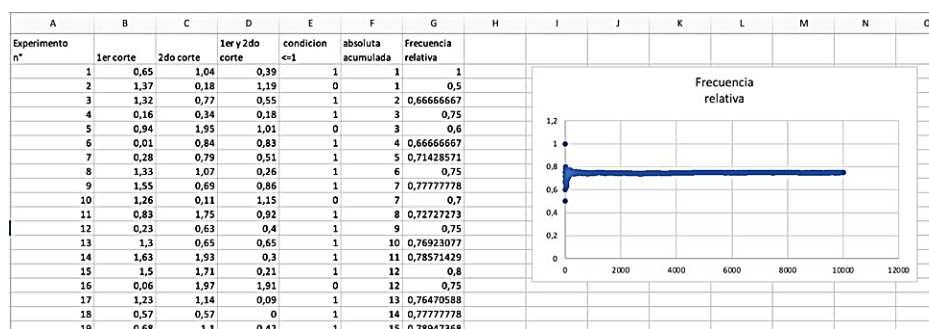 A B C D E F G H I J K L M N O
Experimento 1er y 2do condicion absoluta Frecuencia
n° 1er corte 2do corte corte <=1 acumulada relativa
1 0,65 1,04 0,39 1 1 1
2 1,37 0,18 1,19 0 1 0,5
3 1,32 0,77 0,55 1 2 0,66666667
4 0,16 0,34 0,18 1 3 0,75
5 0,94 1,95 1,01 0 3 0,6
6 0,01 0,84 0,83 1 4 0,66666667
7 0,28 0,79 0,51 1 5 0,71428571
8 1,33 1,07 0,26 1 6 0,75
9 1,55 0,69 0,86 1 7 0,77777778
10 1,26 0,11 1,15 0 7 0,7
11 0,83 1,75 0,92 1 8 0,72727273
12 0,23 0,63 0,4 1 9 0,75
13 1,3 0,65 0,65 1 10 0,76923077
14 1,63 1,93 0,3 1 11 0,78571429
15 1,5 1,71 0,21 1 12 0,8
16 0,06 1,97 1,91 0 12 0,75
17 1,23 1,14 0,09 1 13 0,76470588
18 0,57 0,57 0 1 14 0,77777778
19 0,68 1,1 0,42 1 15 0,78947368
Frecuencia
relativa
1,2
1
0,8
0,6
0,4
0,2
0
0 2000 4000 6000 8000 10000 12000